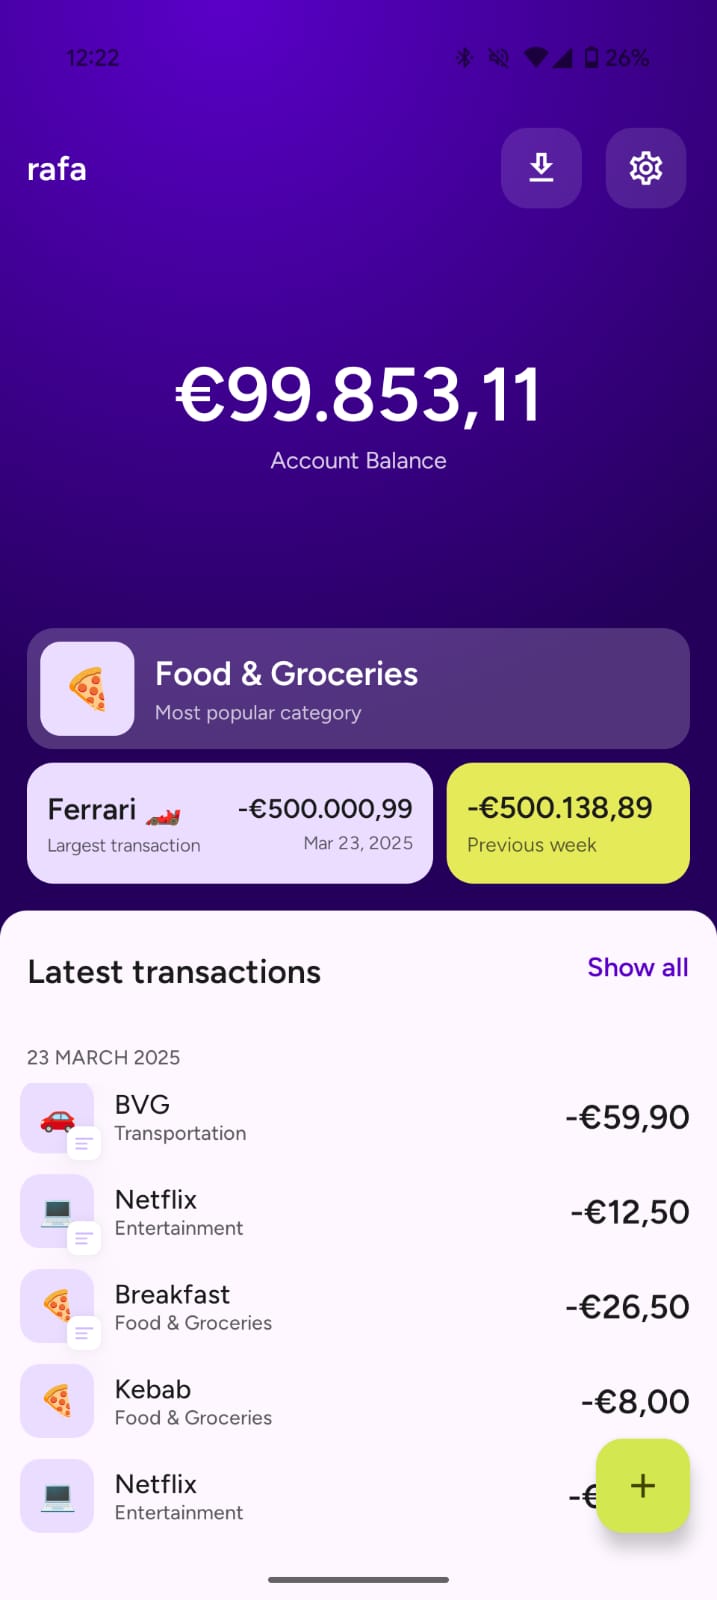 12:22 26%
rafa
€99.853,11
Account Balance
Food & Groceries
Most popular category
Ferrari -€500.000,99
Largest transaction Mar 23, 2025
-€500.138,89
Previous week
Latest transactions Show all
23 MARCH 2025
BVG
Transportation
-€59,90
Netflix
Entertainment
-€12,50
Breakfast
Food & Groceries
-€26,50
Kebab
Food & Groceries
-€8,00
Netflix
Entertainment
-€